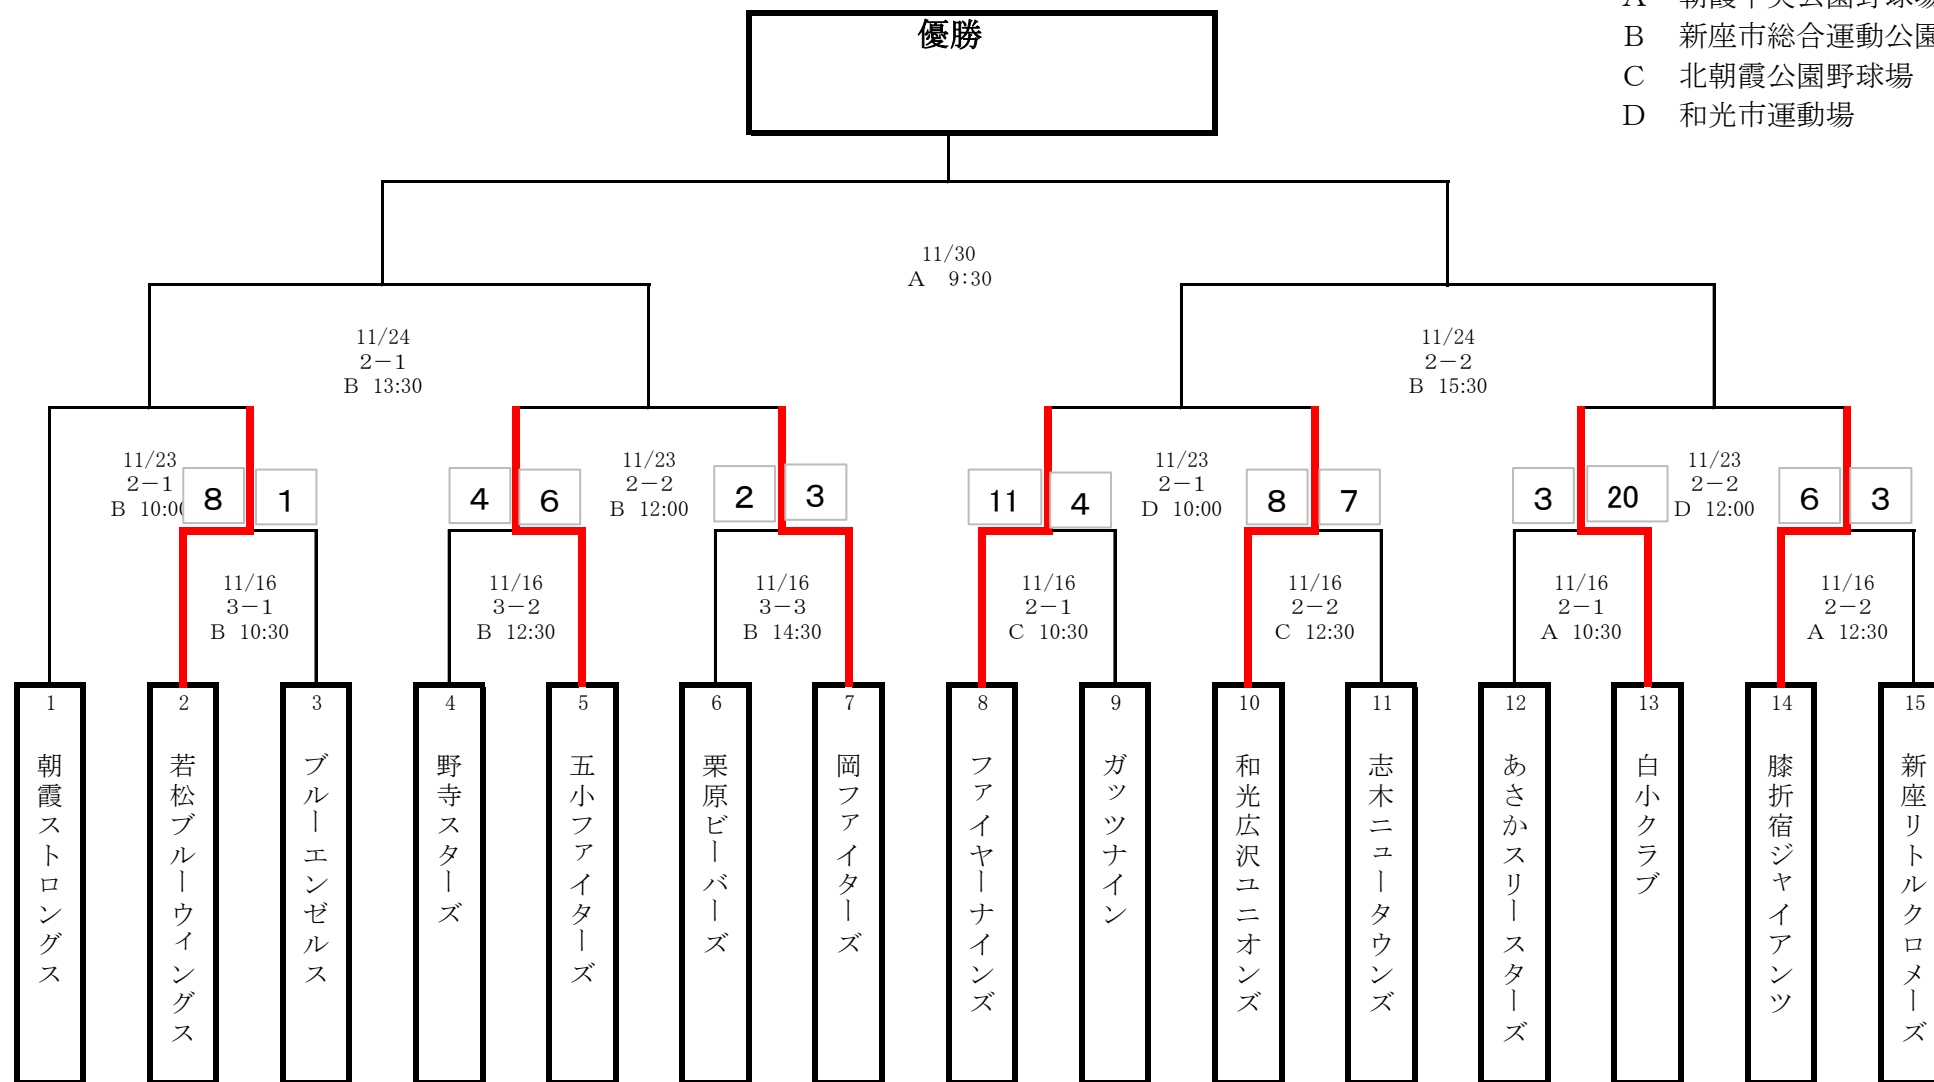 優勝
A 朝霞中央公園野球場
B 新座市総合運動公園
C 北朝霞公園野球場
D 和光市運動場
11/30
A 9:30
11/24
2－1
B 13:30
11/24
2－2
B 15:30
11/23
2－1
B 10:00
11/23
2－2
B 12:00
11/23
2－1
D 10:00
11/23
2－2
D 12:00
8 1
4 6
2 3
11 4
8 7
3 20
6 3
11/16
3－1
B 10:30
11/16
3－2
B 12:30
11/16
3－3
B 14:30
11/16
2－1
C 10:30
11/16
2－2
C 12:30
11/16
2－1
A 10:30
11/16
2－2
A 12:30
1
朝霞ストロングス
2
若松ブルーウィングス
3
ブルーエンゼルス
4
野寺スターズ
5
五小ファイターズ
6
栗原ビーバーズ
7
岡ファイターズ
8
ファイヤーナインズ
9
ガッツナイン
10
和光広沢ユニオンズ
11
志木ニュータウンズ
12
あさかスリースターズ
13
白小クラブ
14
膝折宿ジャイアンツ
15
新座リトルクロメーズ